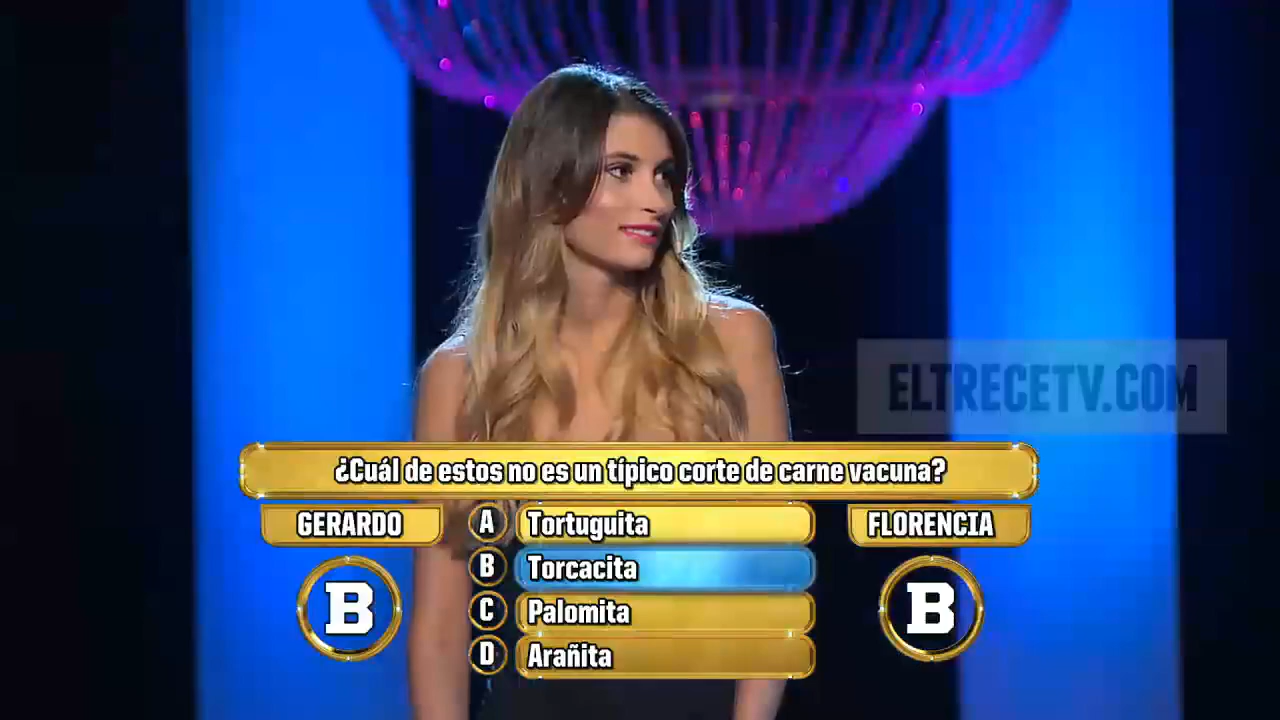 ELTRECETV.COM
¿Cuál de estos no es un típico corte de carne vacuna?
GERARDO
A Tortuguita
FLORENCIA
B Torcacita
B
B
C Palomita
D Arañita